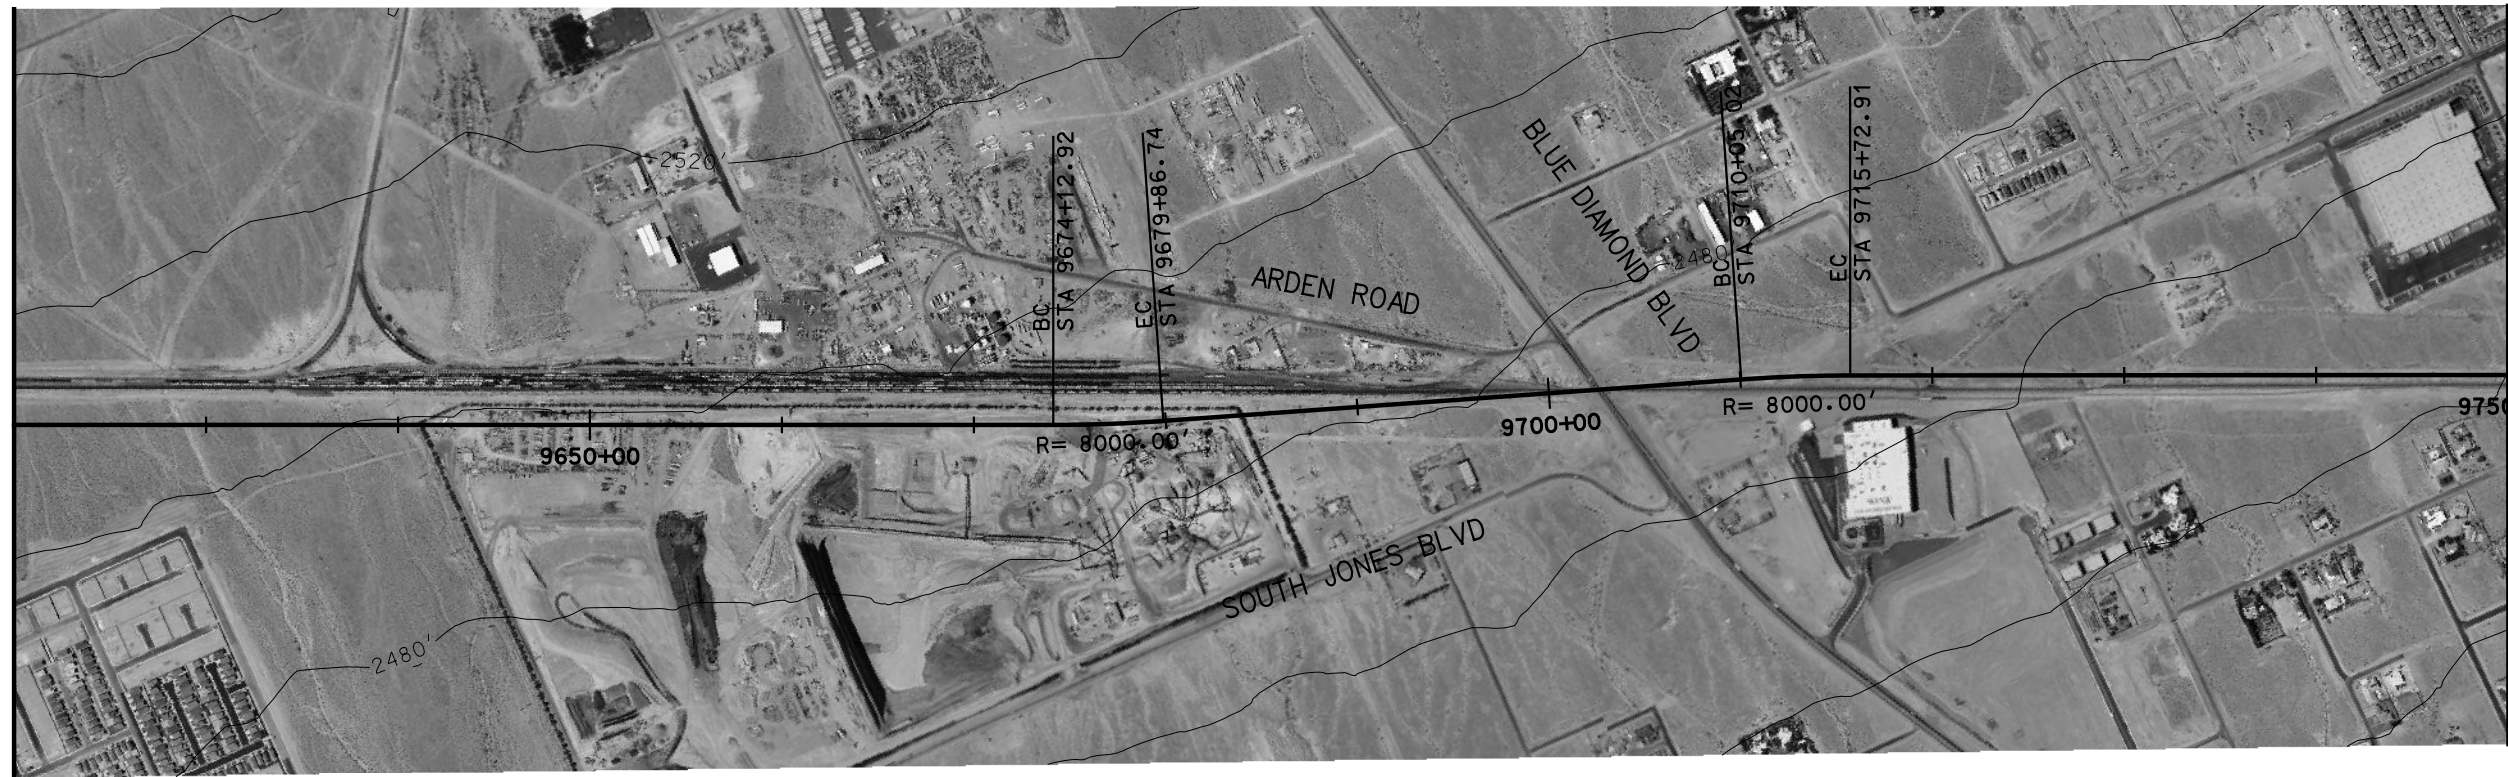 2520'
BC
STA 9674+12.92
EC
STA 9679+86.74
ARDEN ROAD
BLUE DIAMOND BLVD
2480
BC
STA 9710+05.02
EC
STA 9715+72.91
R= 8000.00'
9700+00
9750
R= 8000.00'
9650+00
SOUTH JONES BLVD
2480'